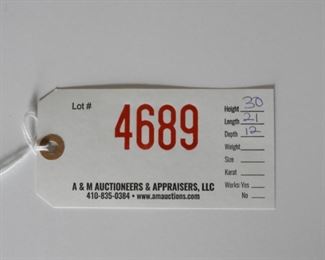 Lot #
4689
Height 30
Length 21
Depth 12
Weight
Size
Karat
Works: Yes
No
A & M AUCTIONEERS & APPRAISERS, LLC
410-835-0384 • www.amauctions.com